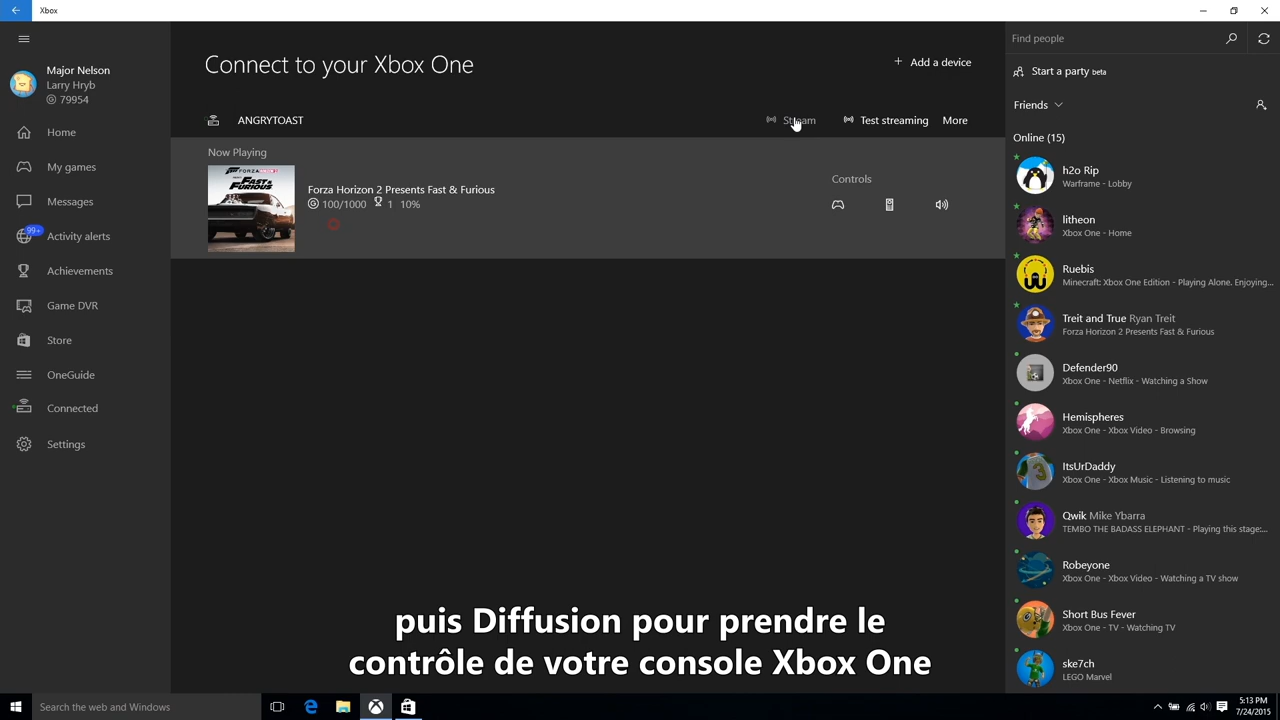 Xbox
Major Nelson
Larry Hryb
79954
Home
My games
Messages
99+
Activity alerts
Achievements
Game DVR
Store
OneGuide
Connected
Settings
Connect to your Xbox One
Add a device
ANGRYTOAST
Stream
Test streaming
More
Now Playing
FORZA HORIZON 2
PRESENTS
FAST &
FURIOUS
Forza Horizon 2 Presents Fast & Furious
100/1000 1 10%
Controls
Find people
Start a party beta
Friends
Online (15)
h2o Rip
Warframe - Lobby
litheon
Xbox One - Home
Ruebis
Minecraft: Xbox One Edition - Playing Alone, Enjoying...
Treit and True Ryan Treit
Forza Horizon 2 Presents Fast & Furious
Defender90
Xbox One - Netflix - Watching a Show
Hemispheres
Xbox One - Xbox Video - Browsing
ItsUrDaddy
Xbox One - Xbox Music - Listening to music
Qwik Mike Ybarra
TEMBO THE BADASS ELEPHANT - Playing this stage:...
Robeyone
Xbox One - Xbox Video - Watching a TV show
Short Bus Fever
Xbox One - TV - Watching TV
ske7ch
LEGO Marvel
puis Diffusion pour prendre le
contrôle de votre console Xbox One
Search the web and Windows
5:13 PM
7/24/2015